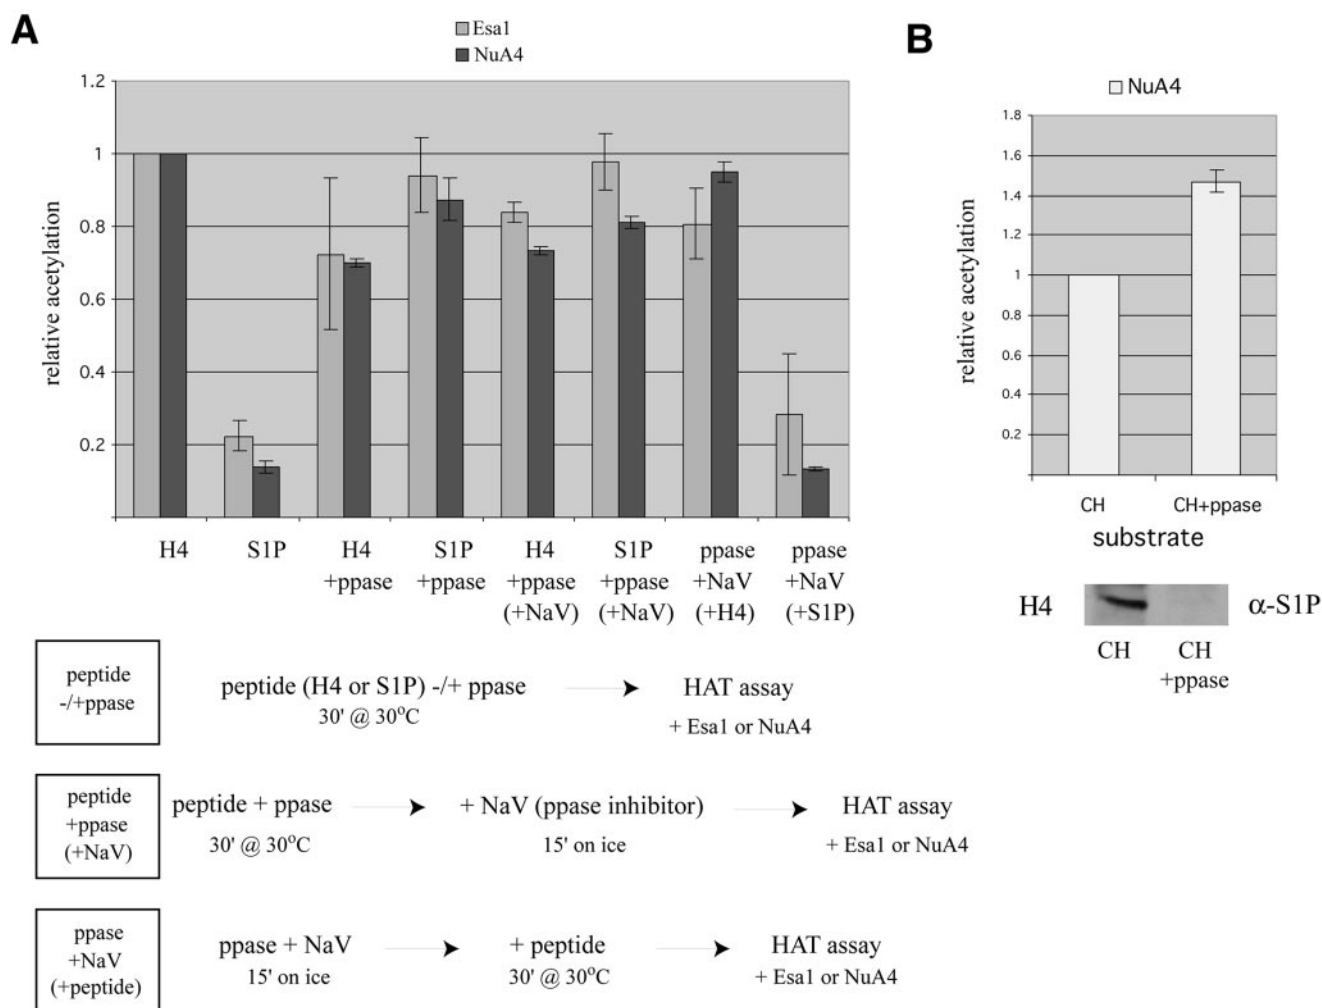 A
Esa1
NuA4
1.2
1
0.8
0.6
0.4
0.2
relative acetylation
H4
S1P
H4
+ppase
S1P
+ppase
H4
+ppase
(+NaV)
S1P
+ppase
(+NaV)
ppase
+NaV
(+H4)
ppase
+NaV
(+S1P)
B
NuA4
1.8
1.6
1.4
1.2
1
0.8
0.6
0.4
0.2
relative acetylation
CH
CH+ppase
substrate
H4
α-S1P
CH
CH
+ppase
peptide
-/+ppase
peptide (H4 or S1P) -/+ ppase
30' @ 30°C
HAT assay
+ Esa1 or NuA4
peptide
+ppase
(+NaV)
peptide + ppase
30' @ 30°C
+ NaV (ppase inhibitor)
15' on ice
HAT assay
+ Esa1 or NuA4
ppase
+NaV
(+peptide)
ppase + NaV
15' on ice
+ peptide
30' @ 30°C
HAT assay
+ Esa1 or NuA4